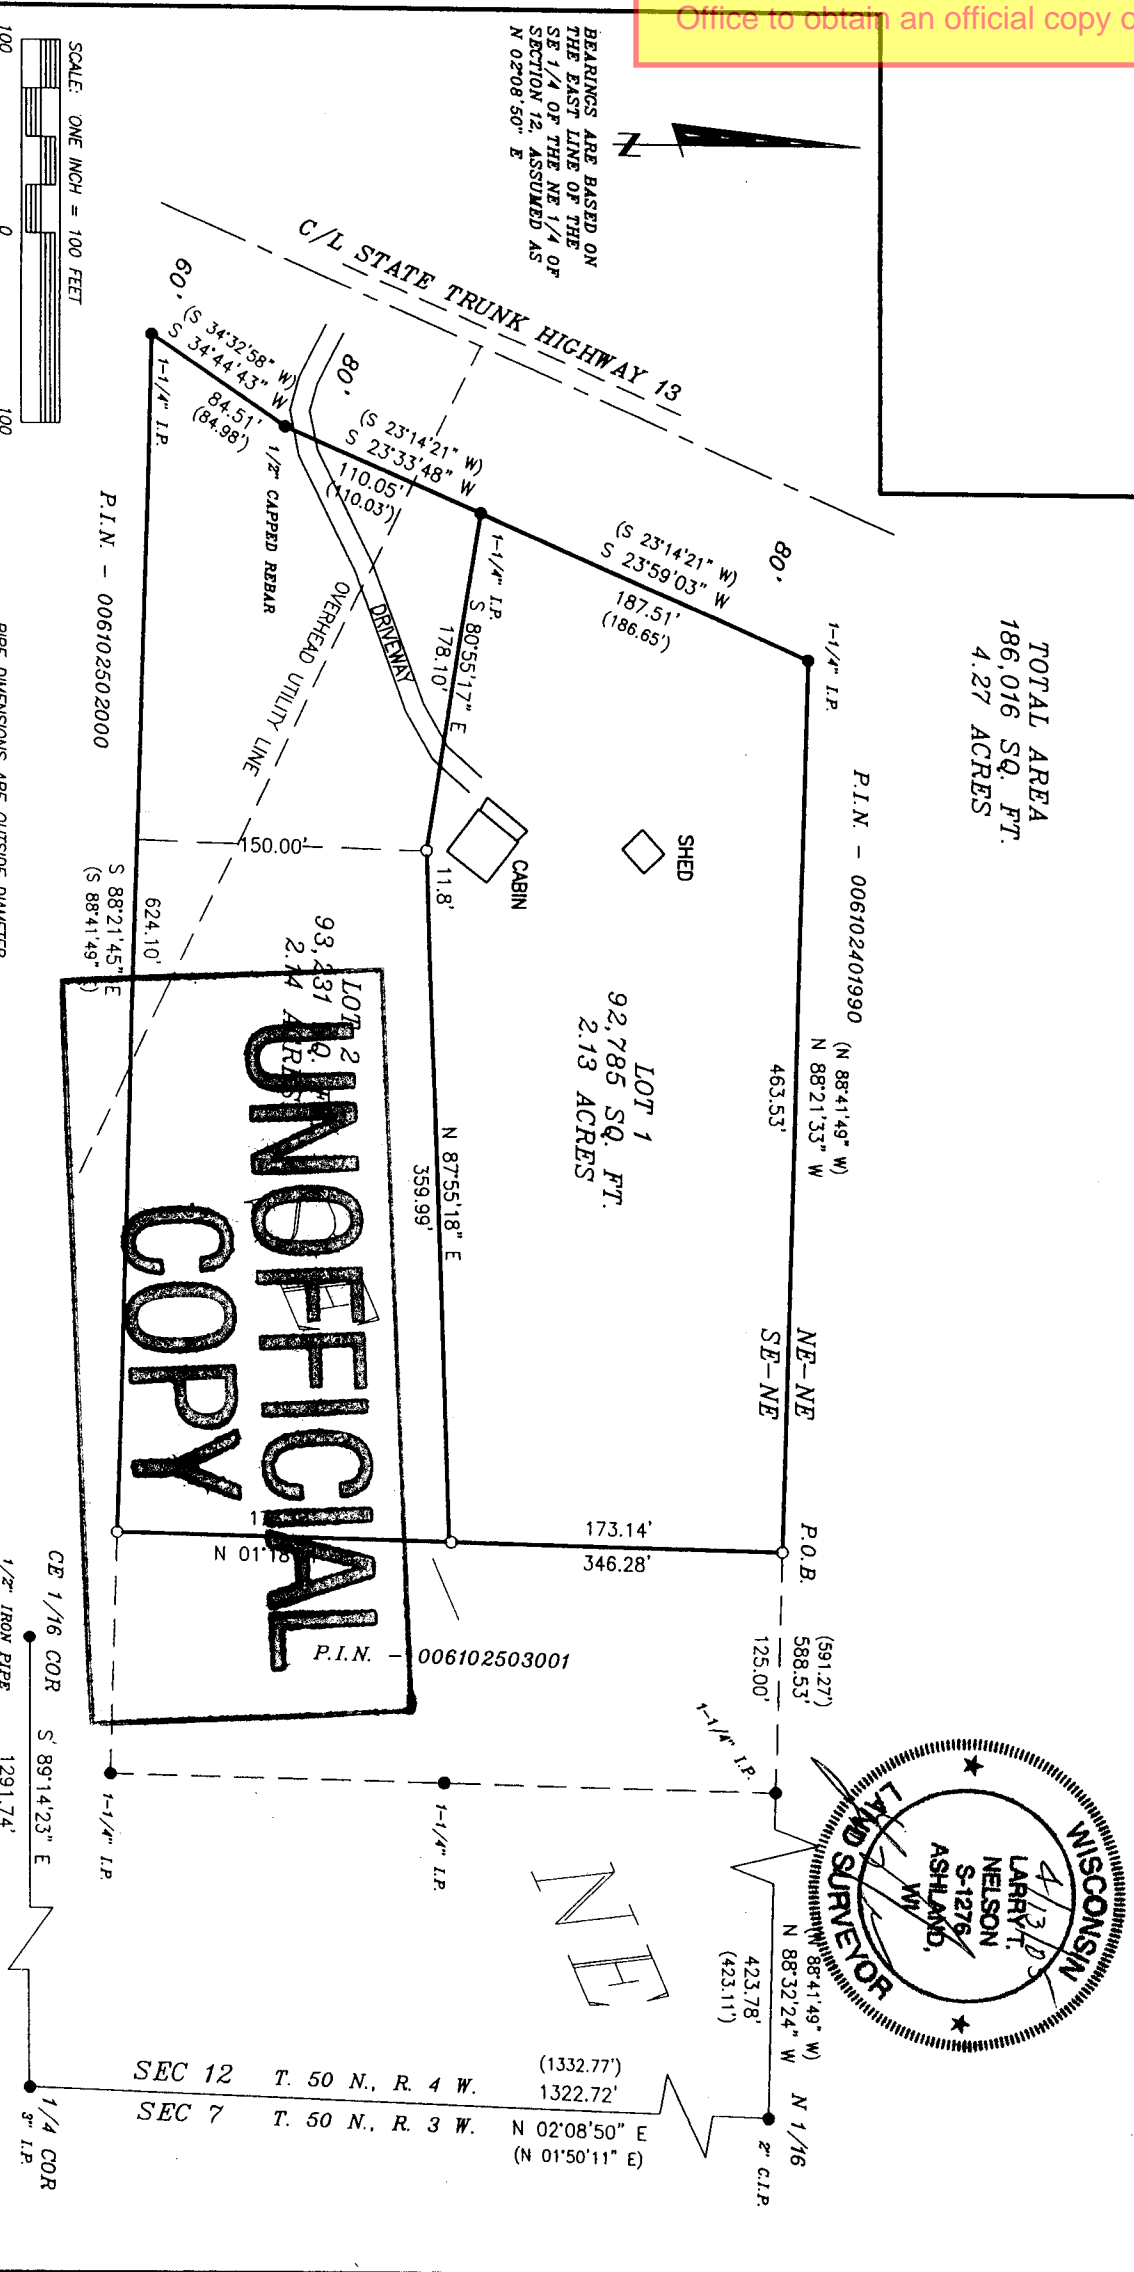 Office to obtain an official copy o
BEARINGS ARE BASED ON
THE EAST LINE OF THE
SE 1/4 OF THE NE 1/4 OF
SECTION 12, ASSUMED AS
N 02°08'50" E
N
SCALE: ONE INCH = 100 FEET
100
0
100
TOTAL AREA
186,016 SQ. FT.
4.27 ACRES
C/L STATE TRUNK HIGHWAY 13
60.
(S 34°32'58" W)
S 34°44'43" W
84.51'
(84.98')
1-1/4" I.P.
1/2" CAPPED REBAR
80.
(S 23°14'21" W)
S 23°33'48" W
110.05'
(110.03')
1-1/4" I.P.
80.
(S 23°14'21" W)
S 23°59'03" W
187.51'
(186.65')
1-1/4" I.P.
P.I.N. - 006102401990
(N 88°41'49" W)
N 88°21'33" W
463.53'
NE-NE
SE-NE
P.O.B.
S 80°55'17" E
178.10'
DRIVEWAY
OVERHEAD UTILITY LINE
CABIN
SHED
11.8'
150.00'
LOT 1
92,785 SQ. FT.
2.13 ACRES
N 87°55'18" E
359.99'
LOT 2
93,231
2.14
P.I.N. - 006102502000
624.10'
S 88°21'45" E
(S 88°41'49"
UNOFFICIAL
COPY
173.14'
346.28'
N 01°18'
P.I.N. - 006102503001
(591.27')
588.53'
125.00'
1-1/4" I.P.
1-1/4" I.P.
1-1/4" I.P.
WISCONSIN
LARRY T.
NELSON
S-1276
ASHLAND,
WI
LAND SURVEYOR
4/13/05
(N 88°41'49" W)
N 88°32'24" W
423.78'
(423.11')
N 1/16
2" C.I.P.
NE
SEC 12 T. 50 N., R. 4 W.
SEC 7 T. 50 N., R. 3 W.
(1332.77')
1322.72'
N 02°08'50" E
(N 01°50'11" E)
CE 1/16 COR
1/2" IRON PIPE
S 89°14'23" E
1291.74'
1/4 COR
3" I.P.
PIPE DIMENSIONS ARE OUTSIDE DIAMETER